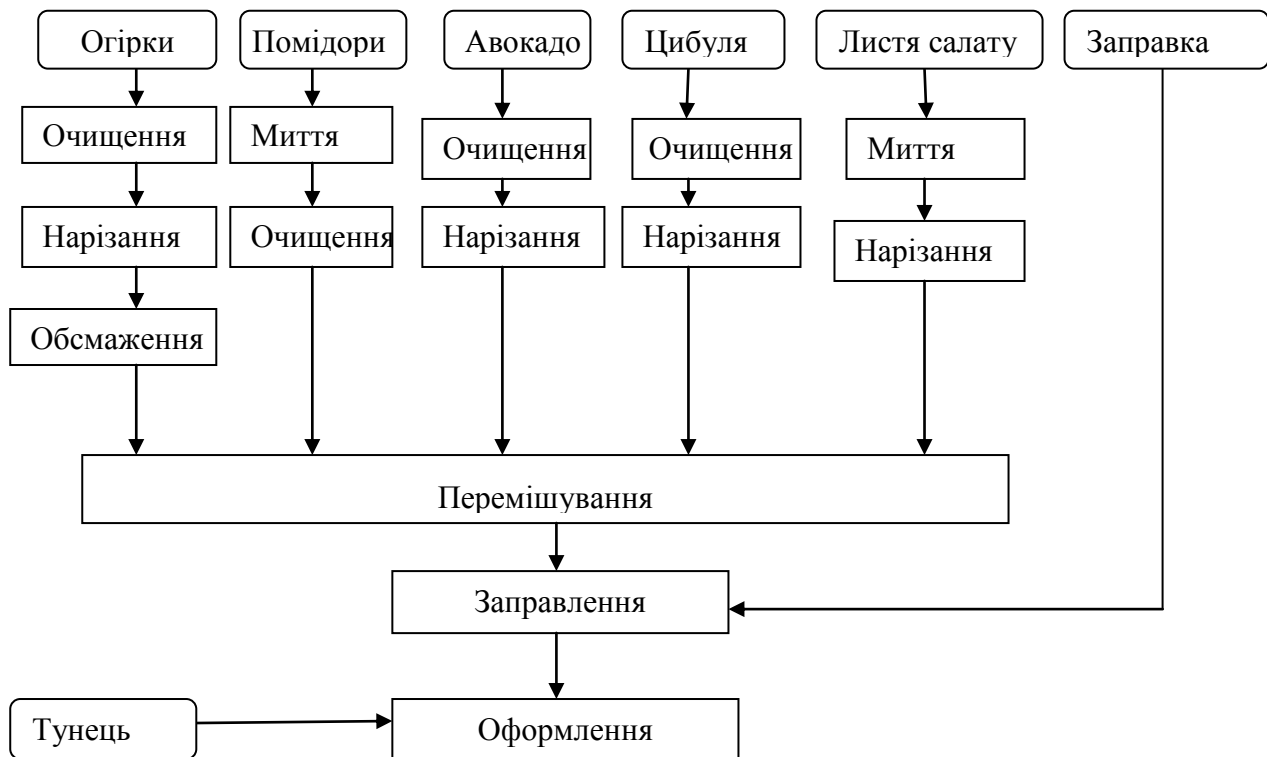 Огірки
Помідори
Авокадо
Цибуля
Листя салату
Заправка
Очищення
Миття
Очищення
Очищення
Миття
Нарізання
Очищення
Нарізання
Нарізання
Нарізання
Обсмаження
Перемішування
Заправлення
Тунець
Оформлення